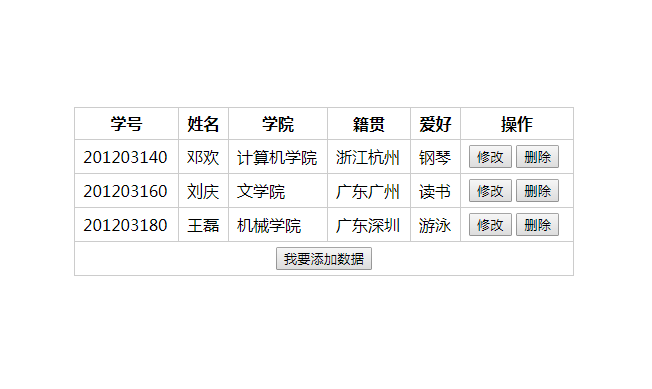 学号 姓名 学院 籍贯 爱好 操作
201203140 邓欢 计算机学院 浙江杭州 钢琴 修改 删除
201203160 刘庆 文学院 广东广州 读书 修改 删除
201203180 王磊 机械学院 广东深圳 游泳 修改 删除
我要添加数据